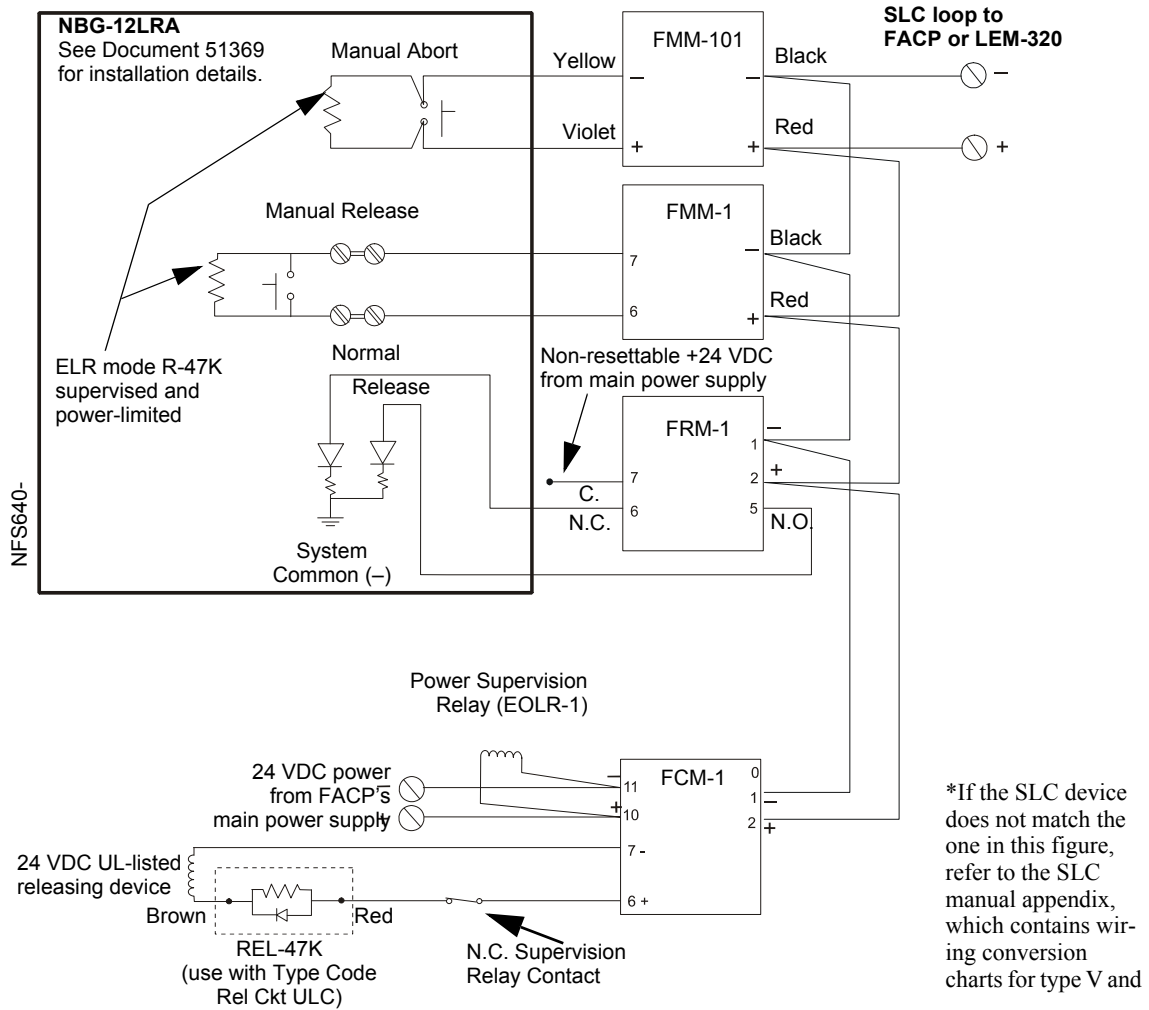 NBG-12LRA
See Document 51369
for installation details.
Manual Abort
Yellow
Violet
FMM-101
−
+
−
+
Black
Red
SLC loop to
FACP or LEM-320
−
+
Manual Release
FMM-1
7
6
−
+
Black
Red
ELR mode R-47K
supervised and
power-limited
Normal
Release
Non-resettable +24 VDC
from main power supply
FRM-1
7
C.
6
N.C.
−
1
+
2
5
N.O.
System
Common (–)
NFS640-
Power Supervision
Relay (EOLR-1)
24 VDC power
from FACP's
main power supply
−
+
FCM-1
−
11
+
10
7 -
6 +
0
1
−
2
+
24 VDC UL-listed
releasing device
Brown
Red
REL-47K
(use with Type Code
Rel Ckt ULC)
N.C. Supervision
Relay Contact
*If the SLC device
does not match the
one in this figure,
refer to the SLC
manual appendix,
which contains wir-
ing conversion
charts for type V and